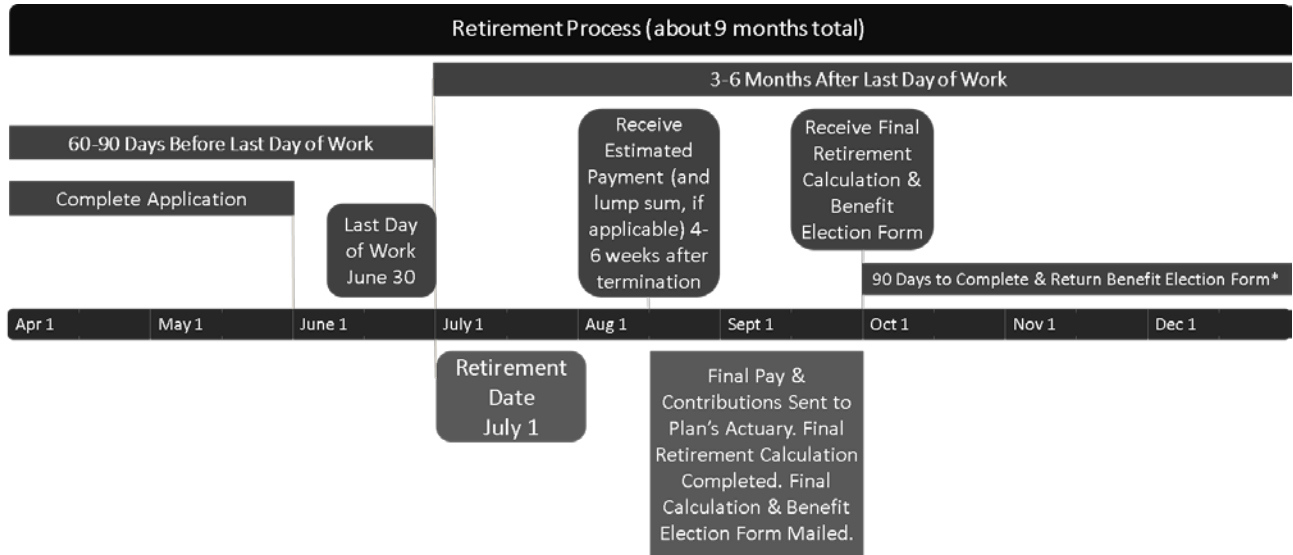 Retirement Process (about 9 months total)
3-6 Months After Last Day of Work
60-90 Days Before Last Day of Work
Complete Application
Last Day
of Work
June 30
Receive
Estimated
Payment (and
lump sum, if
applicable) 4-
6 weeks after
termination
Receive Final
Retirement
Calculation &
Benefit
Election Form
90 Days to Complete & Return Benefit Election Form*
Apr 1
May 1
June 1
July 1
Aug 1
Sept 1
Oct 1
Nov 1
Dec 1
Retirement
Date
July 1
Final Pay &
Contributions Sent to
Plan's Actuary. Final
Retirement Calculation
Completed. Final
Calculation & Benefit
Election Form Mailed.